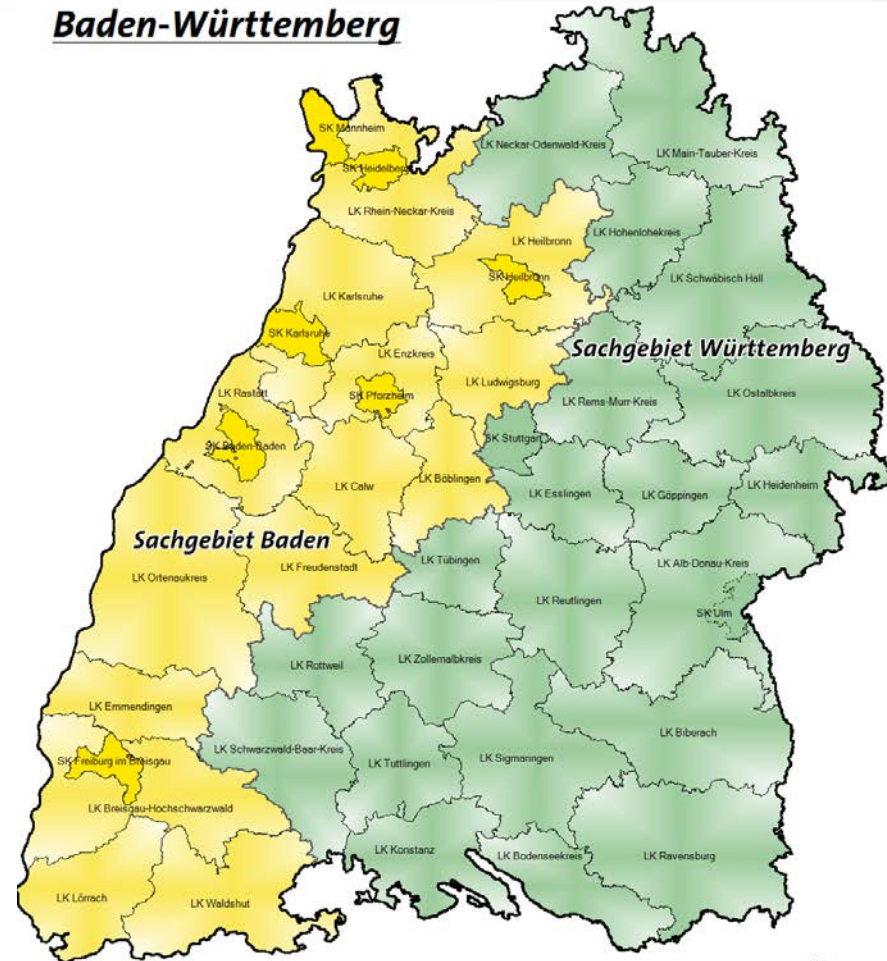 Baden-Württemberg
SK Mannheim
LK Neckar-Odenwald-Kreis
LK Main-Tauber-Kreis
SK Heidelberg
LK Rhein-Neckar-Kreis
LK Hohenlohekreis
LK Heilbronn
SK Heilbronn
LK Schwäbisch Hall
LK Karlsruhe
SK Karlsruhe
LK Enzkreis
Sachgebiet Württemberg
LK Ludwigsburg
LK Rastatt
SK Pforzheim
LK Rems-Murr-Kreis
LK Ostalbkreis
SK Baden-Baden
SK Stuttgart
LK Calw
LK Böblingen
LK Esslingen
LK Göppingen
LK Heidenheim
Sachgebiet Baden
LK Ortenaukreis
LK Freudenstadt
LK Tübingen
LK Alb-Donau-Kreis
LK Reutlingen
SK Ulm
LK Rottweil
LK Zollernalbkreis
LK Emmendingen
LK Biberach
LK Schwarzwald-Baar-Kreis
LK Tuttlingen
LK Sigmaringen
SK Freiburg im Breisgau
LK Breisgau-Hochschwarzwald
LK Konstanz
LK Bodenseekreis
LK Ravensburg
LK Lörrach
LK Waldshut